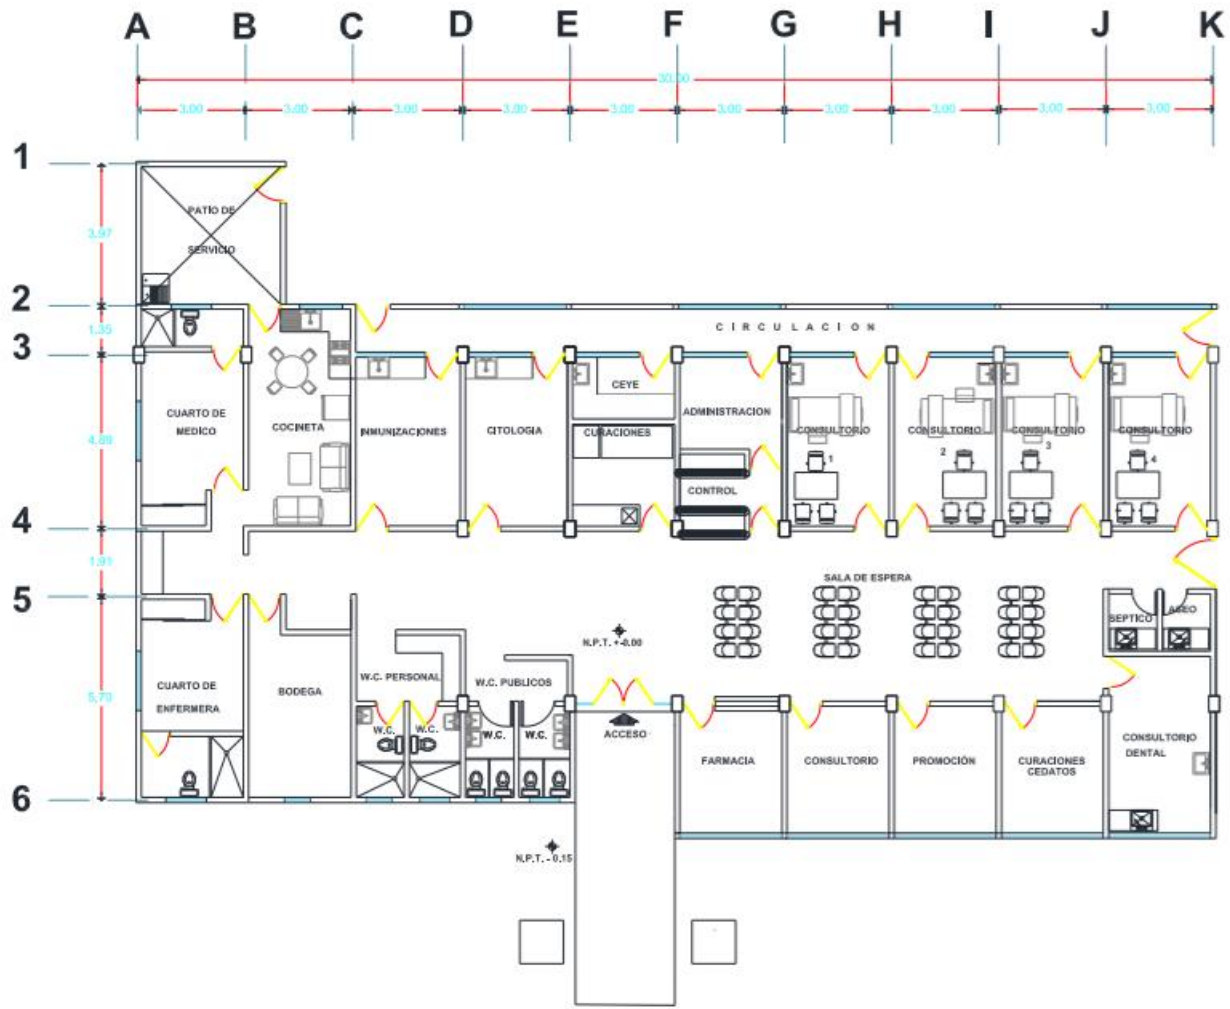 A B C D E F G H I J K
30.00
3.00 3.00 3.00 3.00 3.00 3.00 3.00 3.00 3.00 3.00
1
3.97
PATIO DE
SERVICIO
2
1.35
CIRCULACION
3
CEYE
CUARTO DE
MEDICO
COCINETA
INMUNIZACIONES
CITOLOGIA
CURACIONES
ADMINISTRACION
CONSULTORIO
1
CONSULTORIO
2
CONSULTORIO
3
CONSULTORIO
4
CONTROL
4
1.91
SALA DE ESPERA
5
SEPTICO
ASEO
N.P.T. +-0.00
5.70
CUARTO DE
ENFERMERA
BODEGA
W.C. PERSONAL
W.C. PUBLICOS
W.C. W.C. W.C. W.C.
ACCESO
FARMACIA
CONSULTORIO
PROMOCIÓN
CURACIONES
CEDATOS
CONSULTORIO
DENTAL
6
N.P.T. - 0.15